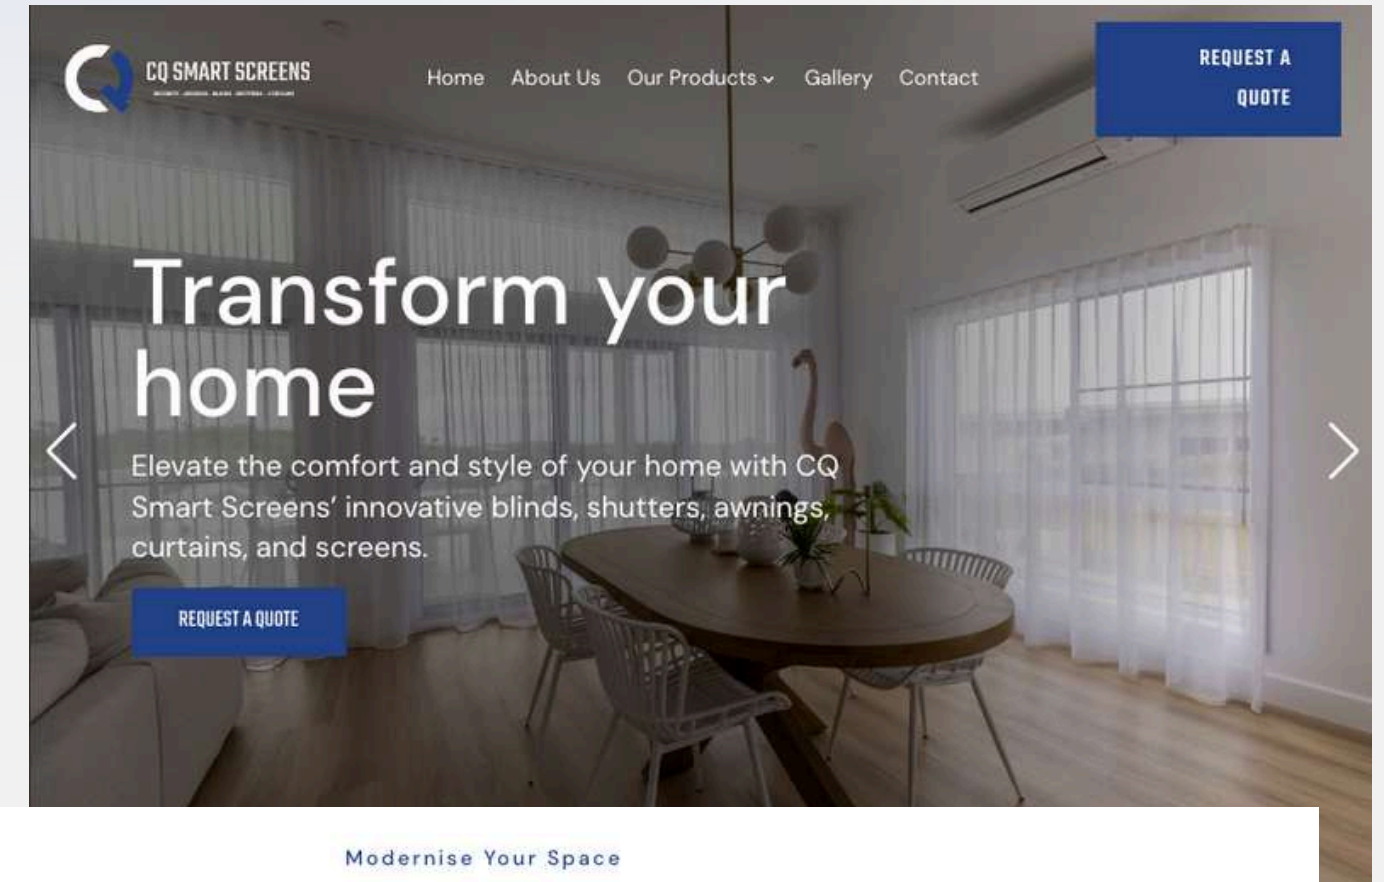 CQ SMART SCREENS
Home About Us Our Products Gallery Contact
REQUEST A
QUOTE
Transform your
home
Elevate the comfort and style of your home with CQ
Smart Screens' innovative blinds, shutters, awnings,
curtains, and screens.
REQUEST A QUOTE
Modernise Your Space